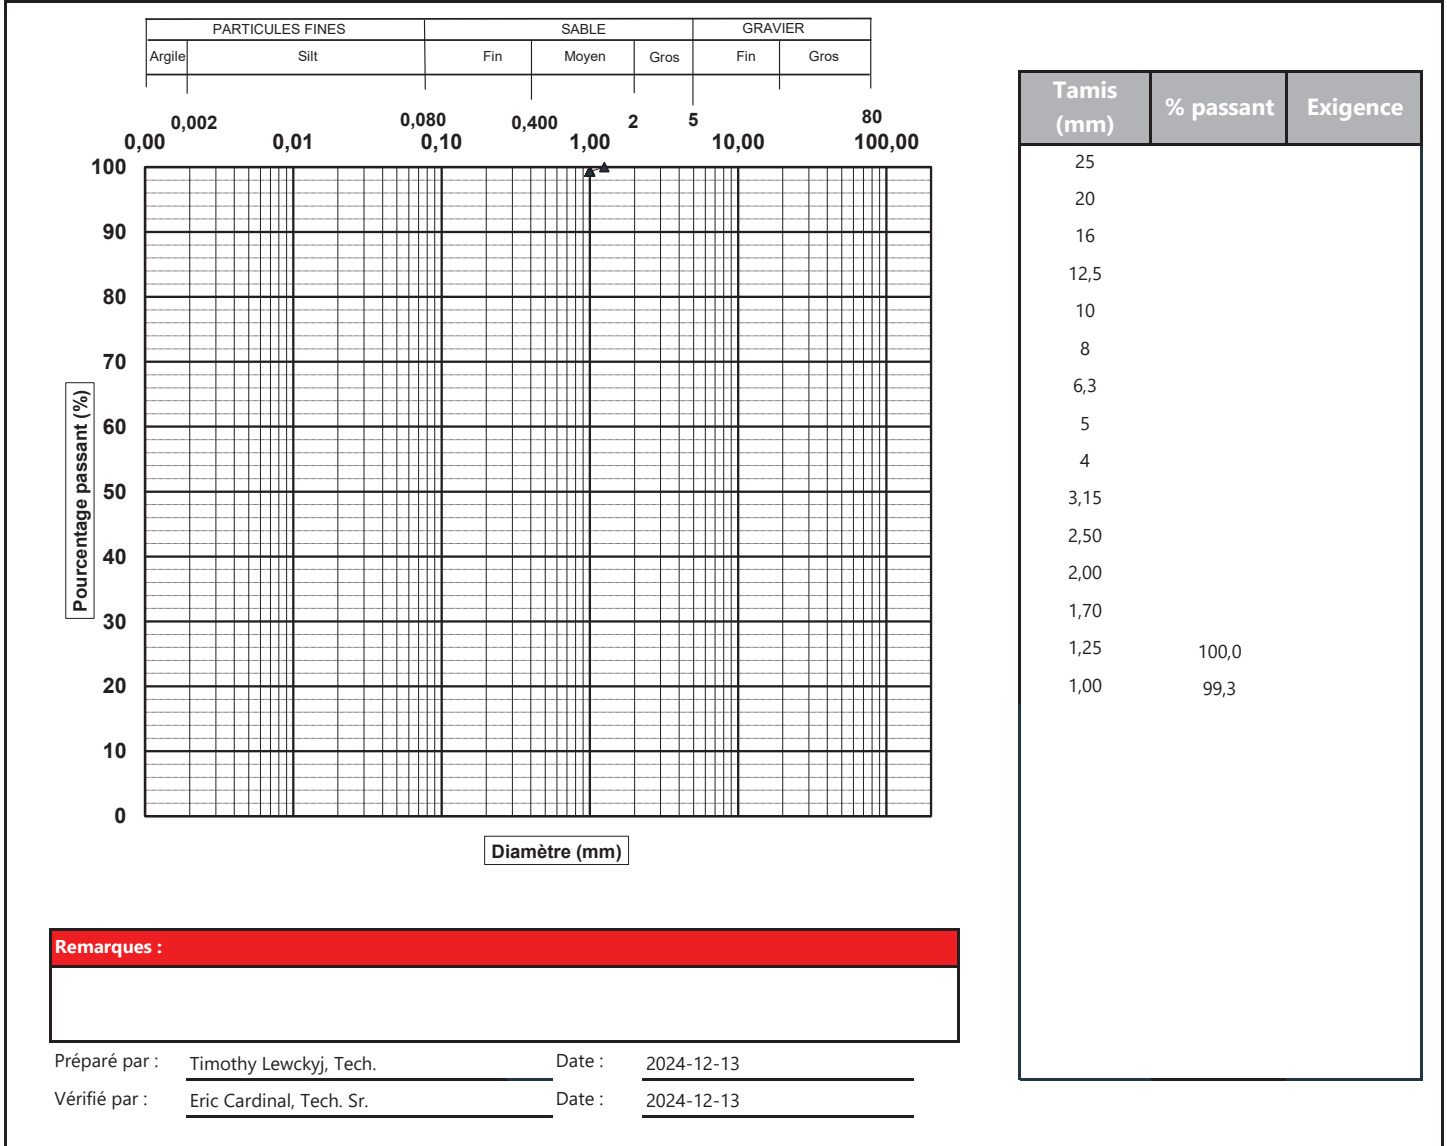 PARTICULES FINES SABLE GRAVIER
Argile Silt Fin Moyen Gros Fin Gros
0,002 0,080 0,400 2 5 80
0,00 0,01 0,10 1,00 10,00 100,00
100
90
80
70
60
50
40
30
20
10
0
Pourcentage passant (%)
Diamètre (mm)
Tamis (mm) % passant Exigence
25
20
16
12,5
10
8
6,3
5
4
3,15
2,50
2,00
1,70
1,25 100,0
1,00 99,3
Remarques :
Préparé par : Timothy Lewckyj, Tech. Date : 2024-12-13
Vérifié par : Eric Cardinal, Tech. Sr. Date : 2024-12-13